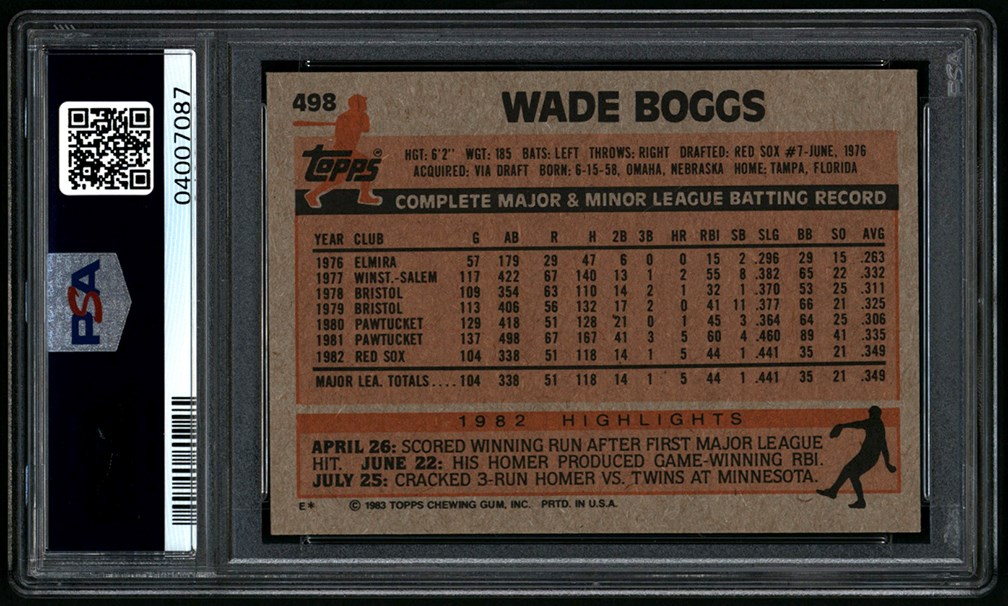 498
WADE BOGGS
Topps
HGT: 6'2" WGT: 185 BATS: LEFT THROWS: RIGHT DRAFTED: RED SOX #7-JUNE, 1976
ACQUIRED: VIA DRAFT BORN: 6-15-58, OMAHA, NEBRASKA HOME: TAMPA, FLORIDA
COMPLETE MAJOR & MINOR LEAGUE BATTING RECORD
YEAR CLUB G AB R H 2B 3B HR RBI SB SLG BB SO AVG
1976 ELMIRA 57 179 29 47 6 0 0 15 2 .296 29 15 .263
1977 WINST.-SALEM 117 422 67 140 13 1 2 55 8 .382 65 22 .332
1978 BRISTOL 109 354 63 110 14 2 1 32 1 .370 53 25 .311
1979 BRISTOL 113 406 56 132 17 2 0 41 11 .377 66 21 .325
1980 PAWTUCKET 129 418 51 128 21 0 1 45 3 .364 64 25 .306
1981 PAWTUCKET 137 498 67 167 41 3 5 60 4 .460 89 41 .335
1982 RED SOX 104 338 51 118 14 1 5 44 1 .441 35 21 .349
MAJOR LEA. TOTALS....104 338 51 118 14 1 5 44 1 .441 35 21 .349
1982 HIGHLIGHTS
APRIL 26: SCORED WINNING RUN AFTER FIRST MAJOR LEAGUE
HIT. JUNE 22: HIS HOMER PRODUCED GAME-WINNING RBI.
JULY 25: CRACKED 3-RUN HOMER VS. TWINS AT MINNESOTA.
E* © 1983 TOPPS CHEWING GUM, INC. PRTD. IN U.S.A.
04007087
PSA
PSA